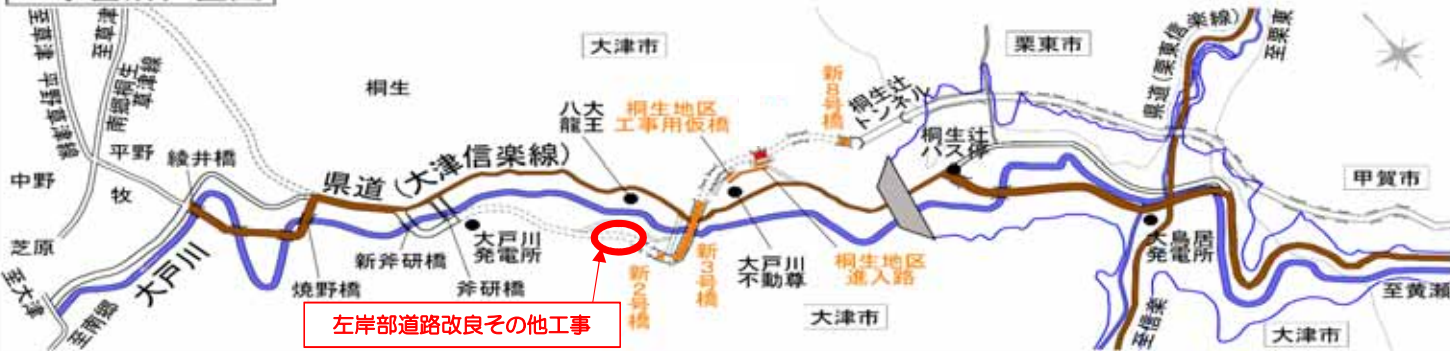 至草津
草津信楽線
至草津
南郷桐生
草津線
平野
綾井橋
中野
牧
芝原
至大津
至南郷
大戸川
桐生
大津市
県道(大津信楽線)
焼野橋
新斧研橋
斧研橋
大戸川
発電所
八大
龍王
桐生地区
工事用仮橋
新8号橋
桐生辻
トンネル
栗東市
桐生辻
バス停
県道(栗東信楽線)
至栗東
甲賀市
新2号橋
新3号橋
大戸川
不動尊
桐生地区
進入路
大津市
大鳥居
発電所
至信楽
大津市
至黄瀬
左岸部道路改良その他工事